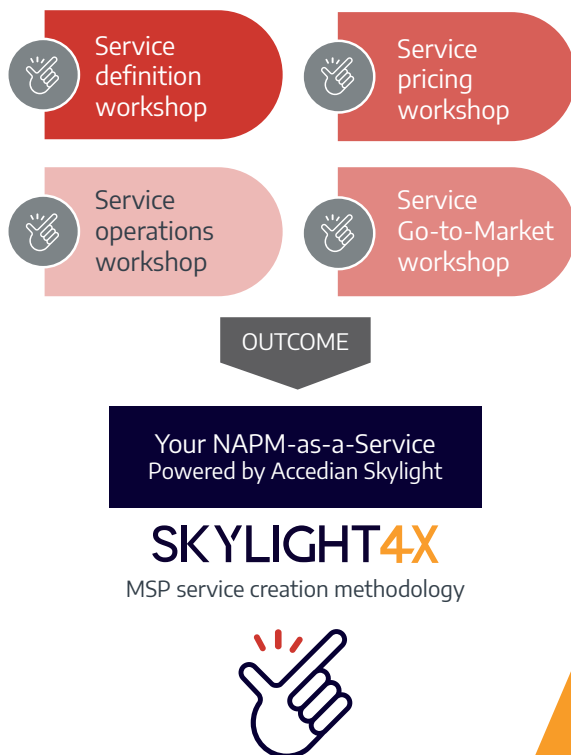 Service
definition
workshop
Service
pricing
workshop
Service
operations
workshop
Service
Go-to-Market
workshop
OUTCOME
Your NAPM-as-a-Service
Powered by Accedian Skylight
SKYLIGHT4X
MSP service creation methodology